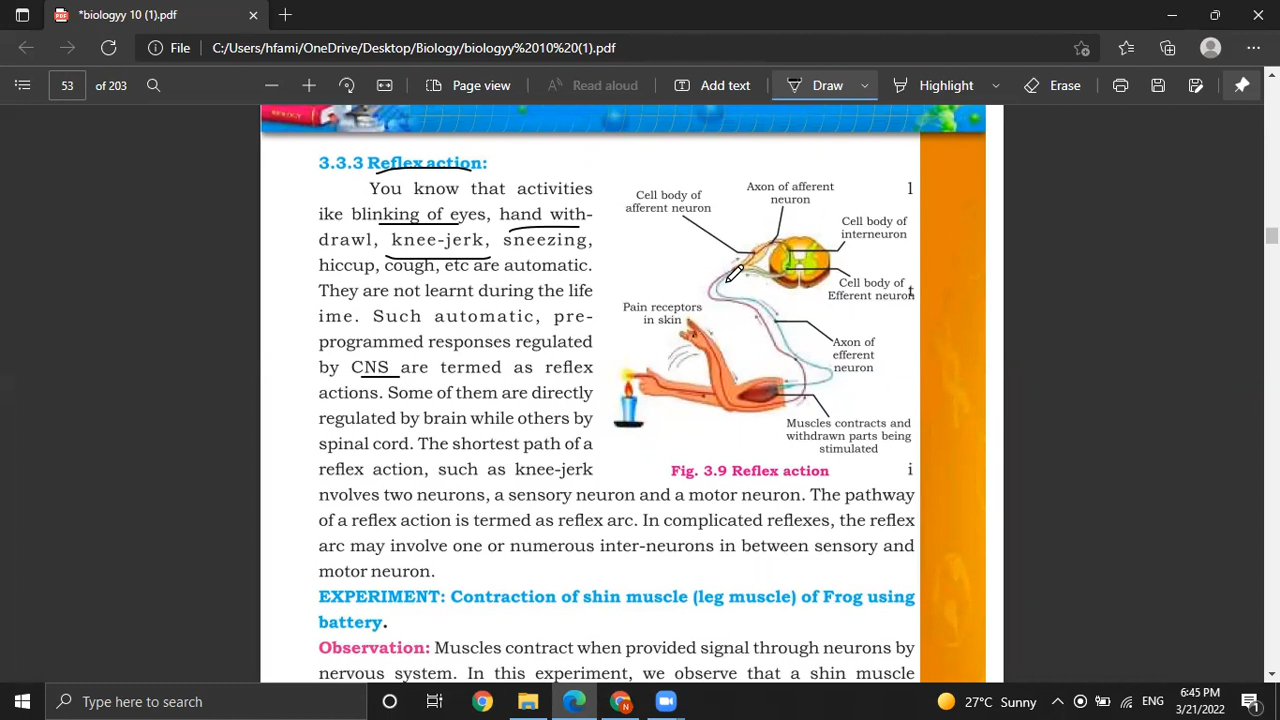 *biology 10 (1).pdf
File C:/Users/hfami/OneDrive/Desktop/Biology/biologyy%2010%20(1).pdf
53 of 203 Page view Read aloud Add text Draw Highlight Erase
3.3.3 Reflex action:
You know that activities l
ike blinking of eyes, hand with-
drawl, knee-jerk, sneezing,
hiccup, cough, etc are automatic.
They are not learnt during the life t
ime. Such automatic, pre-
programmed responses regulated
by CNS are termed as reflex
actions. Some of them are directly
regulated by brain while others by
spinal cord. The shortest path of a
reflex action, such as knee-jerk i
nvolves two neurons, a sensory neuron and a motor neuron. The pathway
of a reflex action is termed as reflex arc. In complicated reflexes, the reflex
arc may involve one or numerous inter-neurons in between sensory and
motor neuron.
Cell body of
afferent neuron
Axon of afferent
neuron
Cell body of
interneuron
Cell body of
Efferent neuron
Pain receptors
in skin
Axon of
efferent
neuron
Muscles contracts and
withdrawn parts being
stimulated
Fig. 3.9 Reflex action
EXPERIMENT: Contraction of shin muscle (leg muscle) of Frog using
battery.
Observation: Muscles contract when provided signal through neurons by
nervous system. In this experiment, we observe that a shin muscle
BIOLOGY
Type here to search
27°C Sunny
ENG
6:45 PM
3/21/2022
1